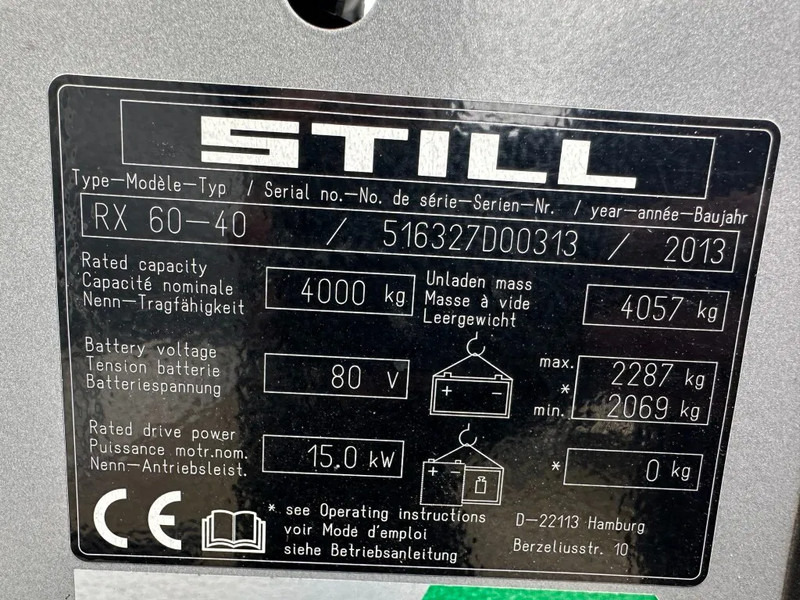 STILL
Type–Modèle–Typ / Serial no.–No. de série–Serien–Nr. / year–année–Baujahr
RX 60–40 / 516327D00313 / 2013
Rated capacity
Capacité nominale
Nenn–Tragfähigkeit
4000 kg
Unladen mass
Masse à vide
Leergewicht
4057 kg
Battery voltage
Tension batterie
Batteriespannung
80 V
+ –
max. 2287 kg
*
min. 2069 kg
Rated drive power
Puissance motr.nom.
Nenn–Antriebsleist.
15.0 kW
+ –
* 0 kg
CE
* see Operating instructions
voir Mode d'emploi
siehe Betriebsanleitung
D–22113 Hamburg
Berzeliusstr. 10